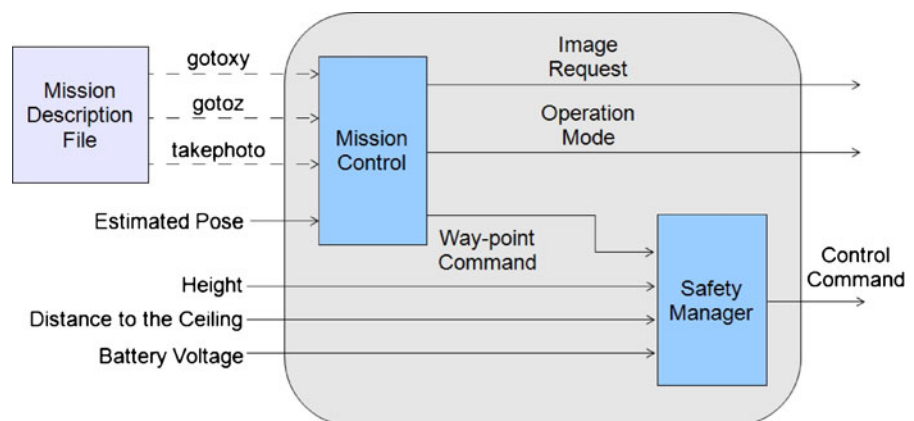 Mission
Description
File
gotoxy
gotoz
takephoto
Estimated Pose
Height
Distance to the Ceiling
Battery Voltage
Mission
Control
Image
Request
Operation
Mode
Way-point
Command
Safety
Manager
Control
Command